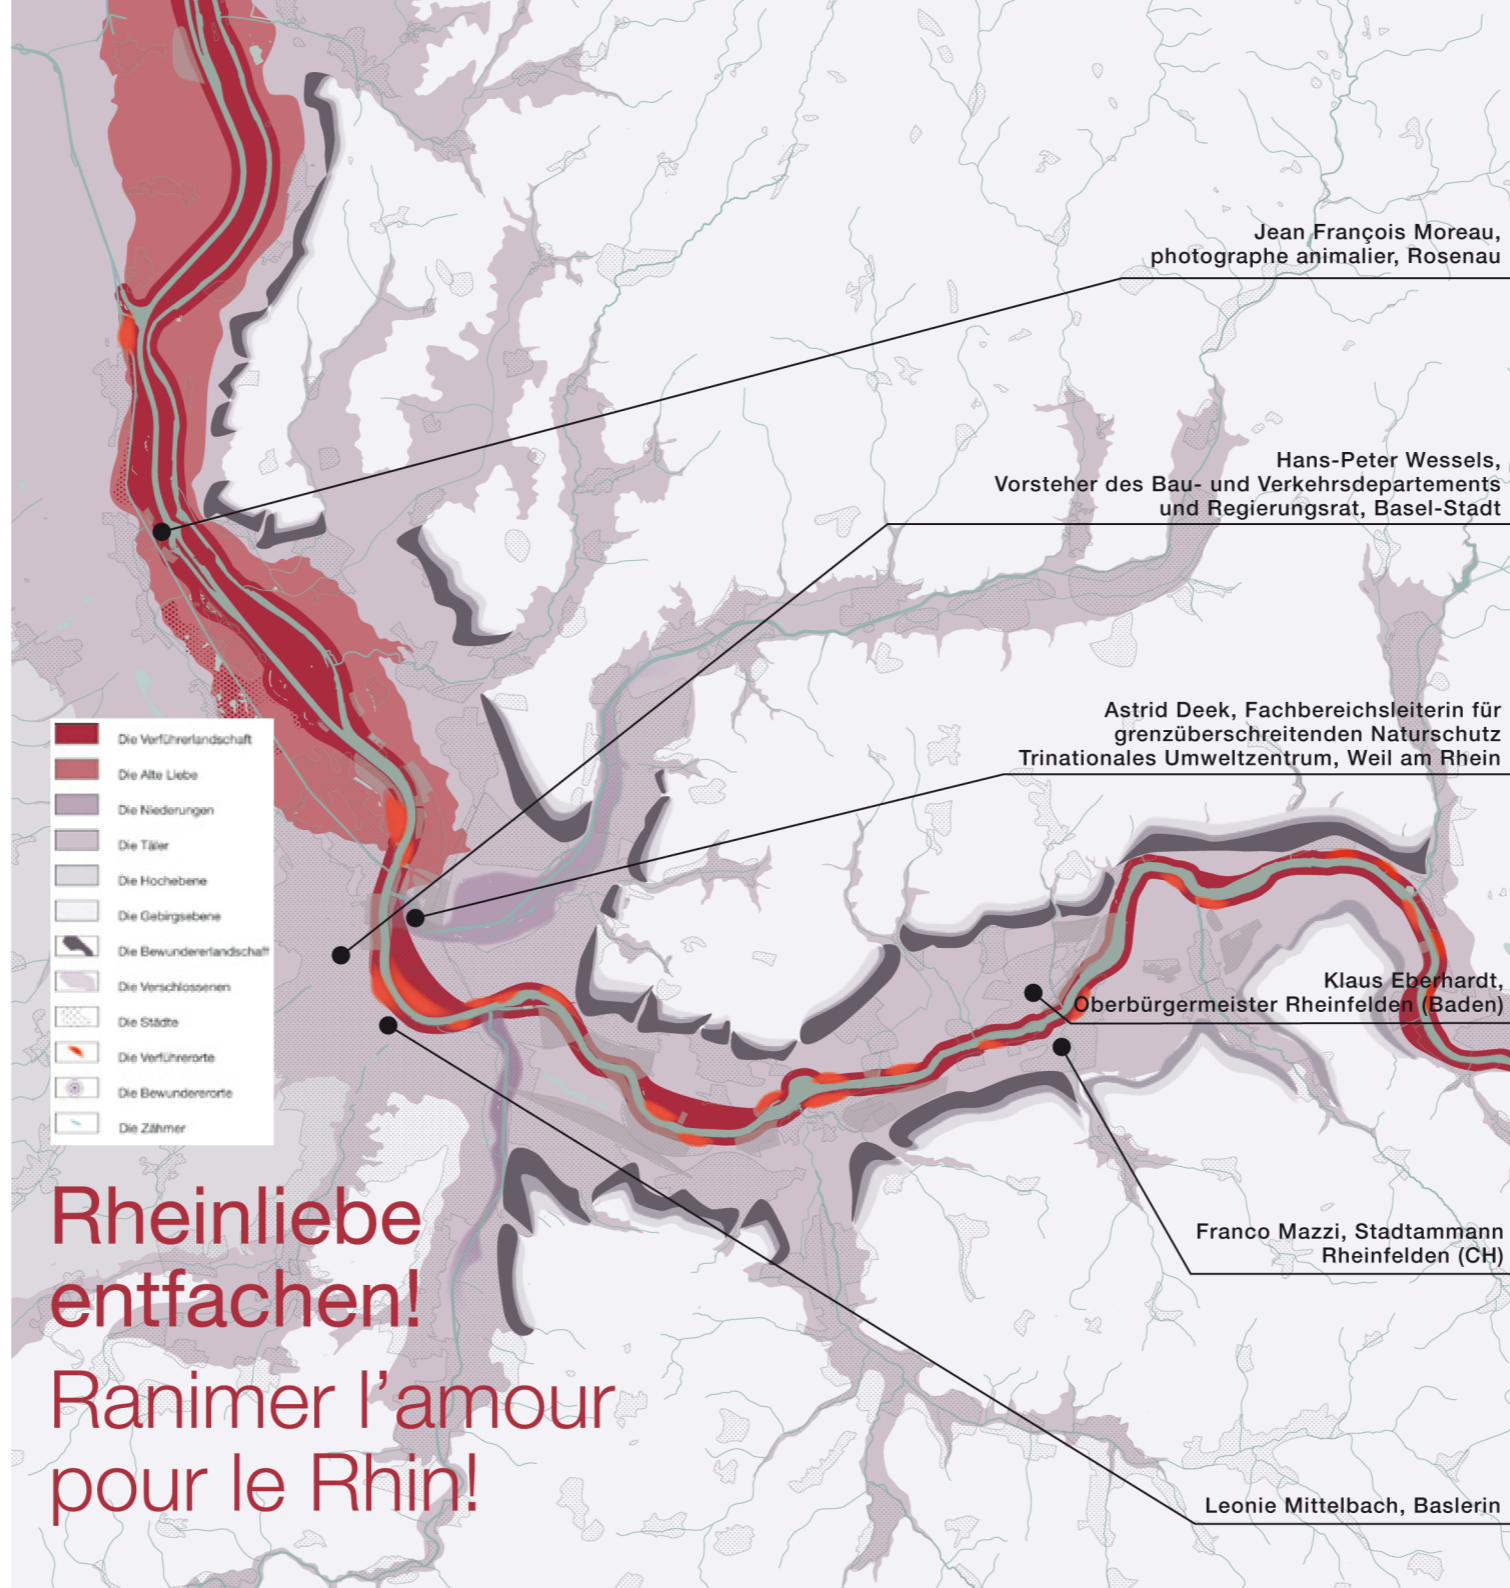 Jean François Moreau,
photographe animalier, Rosenau
Hans-Peter Wessels,
Vorsteher des Bau- und Verkehrsdepartements
und Regierungsrat, Basel-Stadt
Astrid Deek, Fachbereichsleiterin für
grenzüberschreitenden Naturschutz
Trinationales Umweltzentrum, Weil am Rhein
Die Verführerlandschaft
Die Alte Liebe
Die Niederungen
Die Täler
Die Hochebene
Die Gebirgsebene
Die Bewundererlandschaft
Die Verschlossenen
Die Städte
Die Verführerorte
Die Bewundererorte
Die Zähmer
Klaus Eberhardt,
Oberbürgermeister Rheinfelden (Baden)
Franco Mazzi, Stadtammann
Rheinfelden (CH)
Rheinliebe
entfachen!
Ranimer l’amour
pour le Rhin!
Leonie Mittelbach, Baslerin